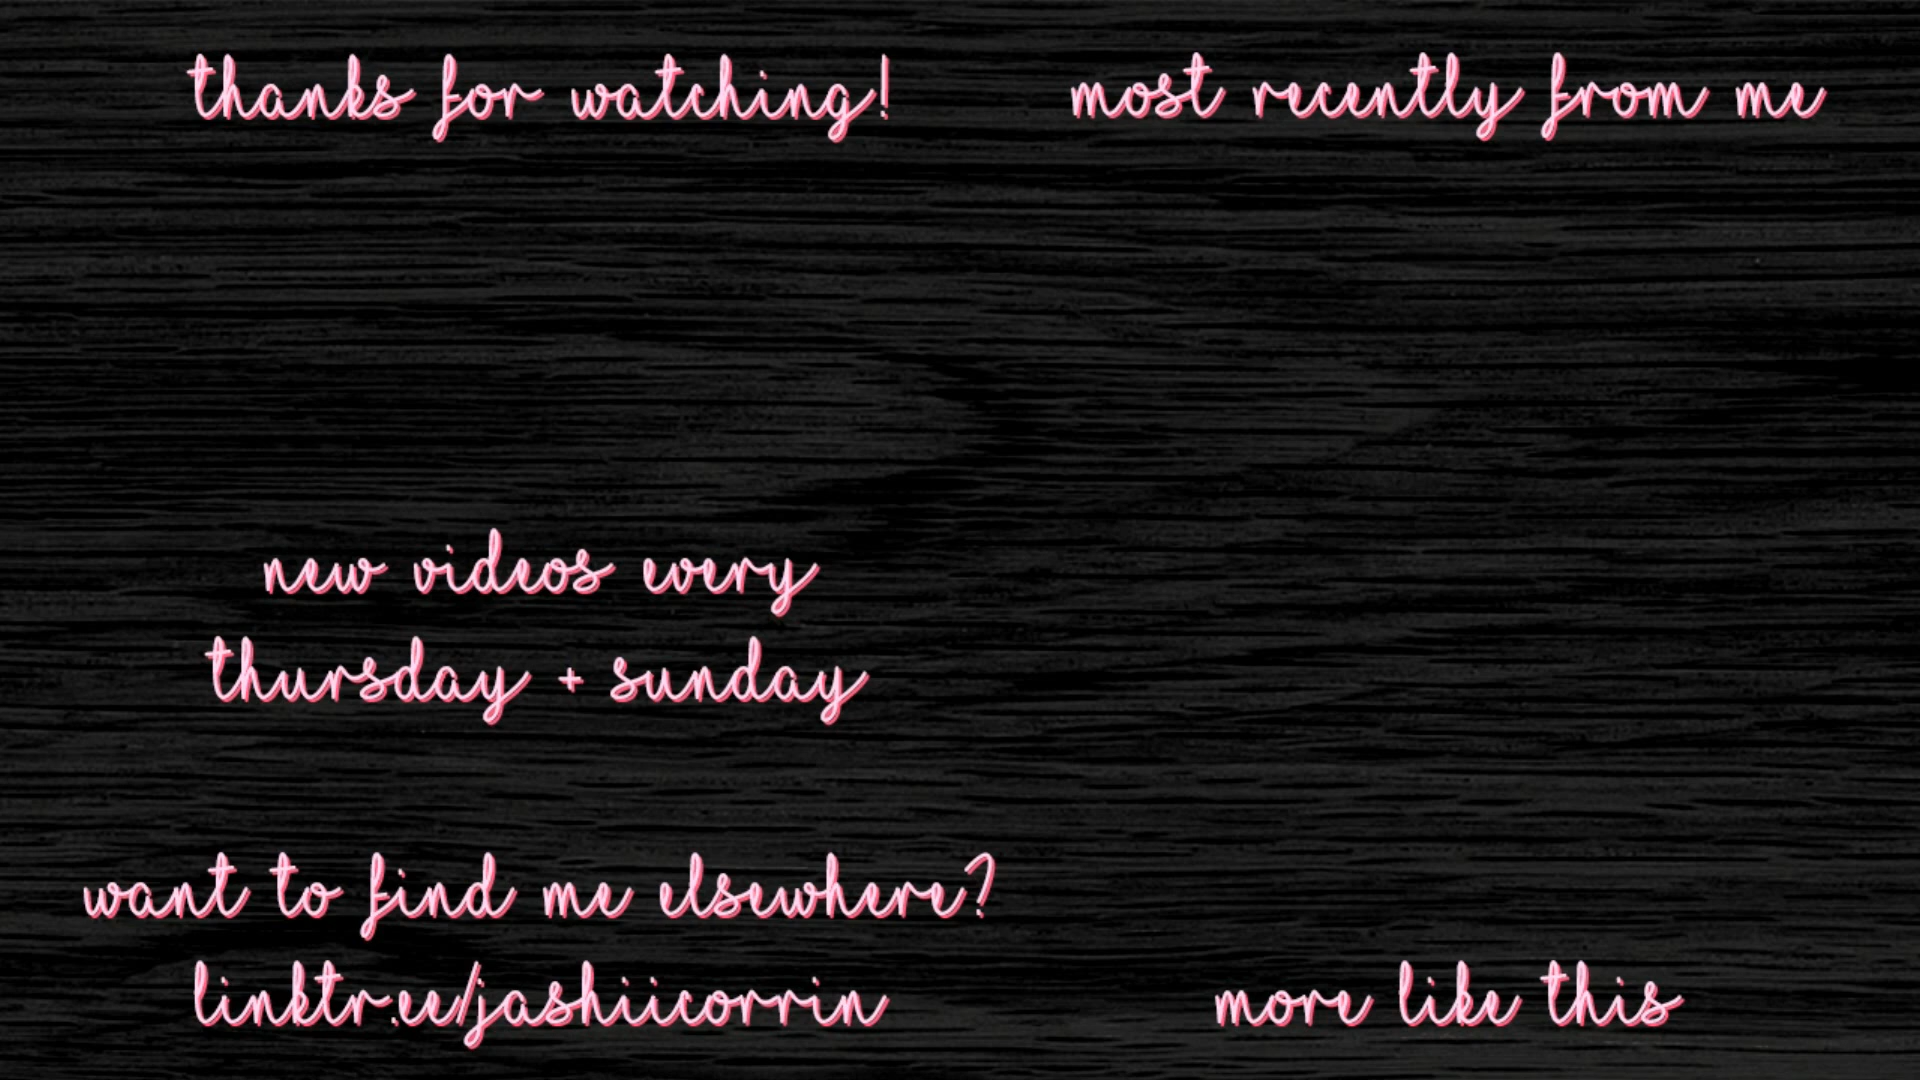 thanks for watching!
most recently from me
new videos every
thursday + sunday
want to find me elsewhere?
linktr.ee/jashiicorrin
more like this